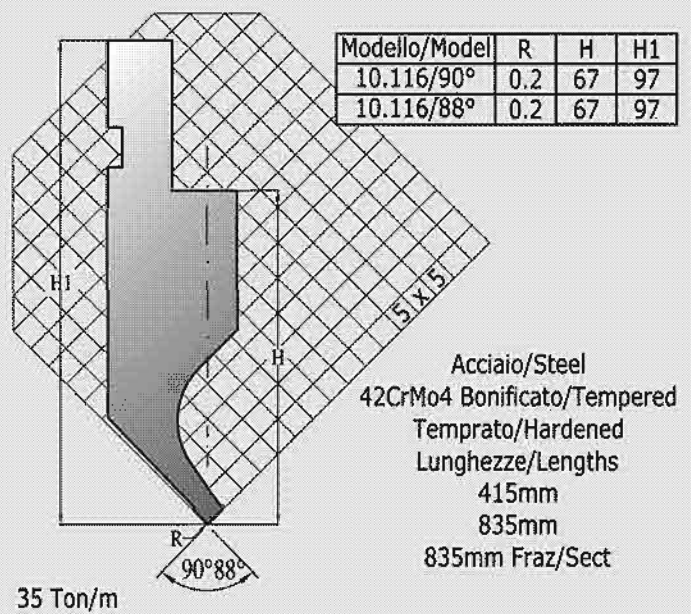 Modello/Model R H H1
10.116/90° 0.2 67 97
10.116/88° 0.2 67 97
H1
H
5 x 5
Acciaio/Steel
42CrMo4 Bonificato/Tempered
Temprato/Hardened
Lunghezze/Lengths
415mm
835mm
835mm Fraz/Sect
R
90°88°
35 Ton/m